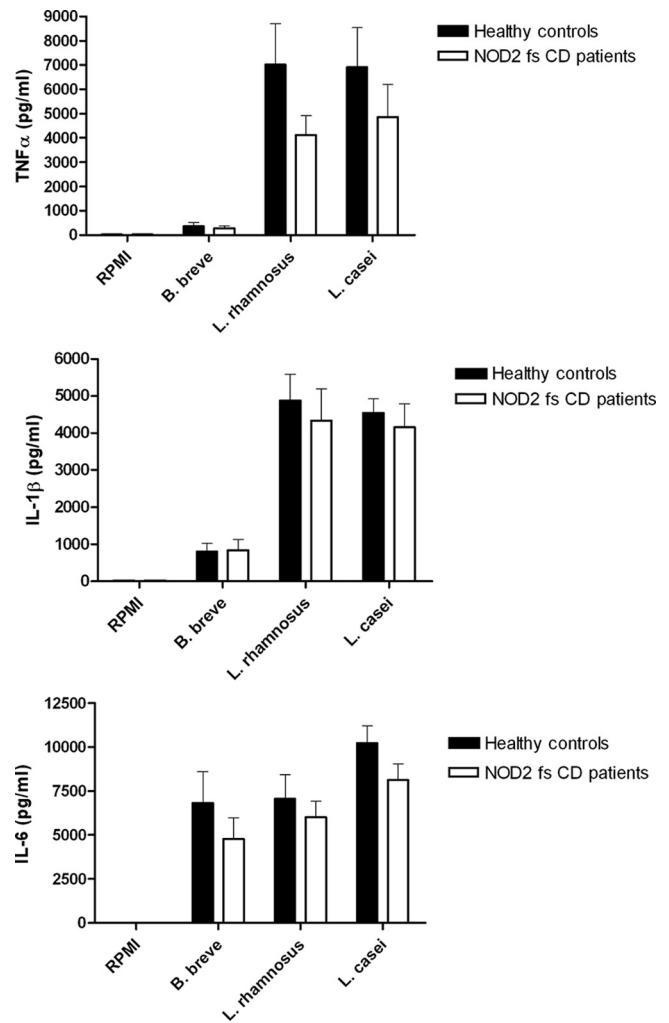 9000
8000
7000
6000
5000
4000
3000
2000
1000
0
TNFα (pg/ml)
Healthy controls
NOD2 fs CD patients
RPMI
B. breve
L. rhamnosus
L. casei
6000
5000
4000
3000
2000
1000
0
IL-1β (pg/ml)
Healthy controls
NOD2 fs CD patients
RPMI
B. breve
L. rhamnosus
L. casei
12500
10000
7500
5000
2500
0
IL-6 (pg/ml)
Healthy controls
NOD2 fs CD patients
RPMI
B. breve
L. rhamnosus
L. casei